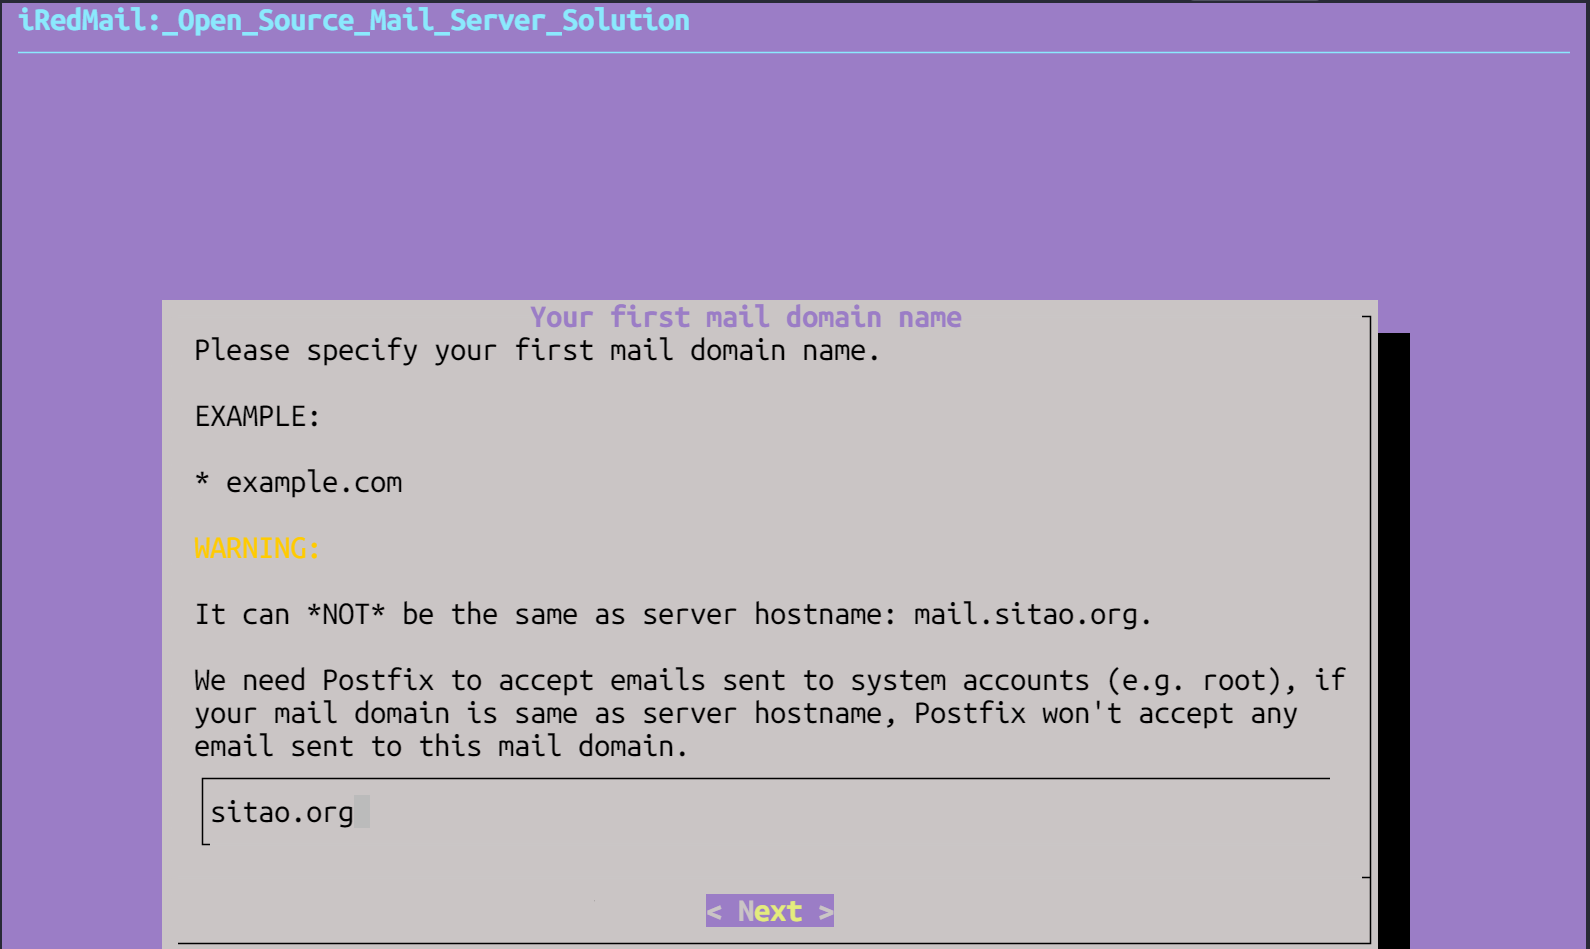 iRedMail:_Open_Source_Mail_Server_Solution
Your first mail domain name
Please specify your first mail domain name.
EXAMPLE:
* example.com
WARNING:
It can *NOT* be the same as server hostname: mail.sitao.org.
We need Postfix to accept emails sent to system accounts (e.g. root), if
your mail domain is same as server hostname, Postfix won't accept any
email sent to this mail domain.
sitao.org
< Next >